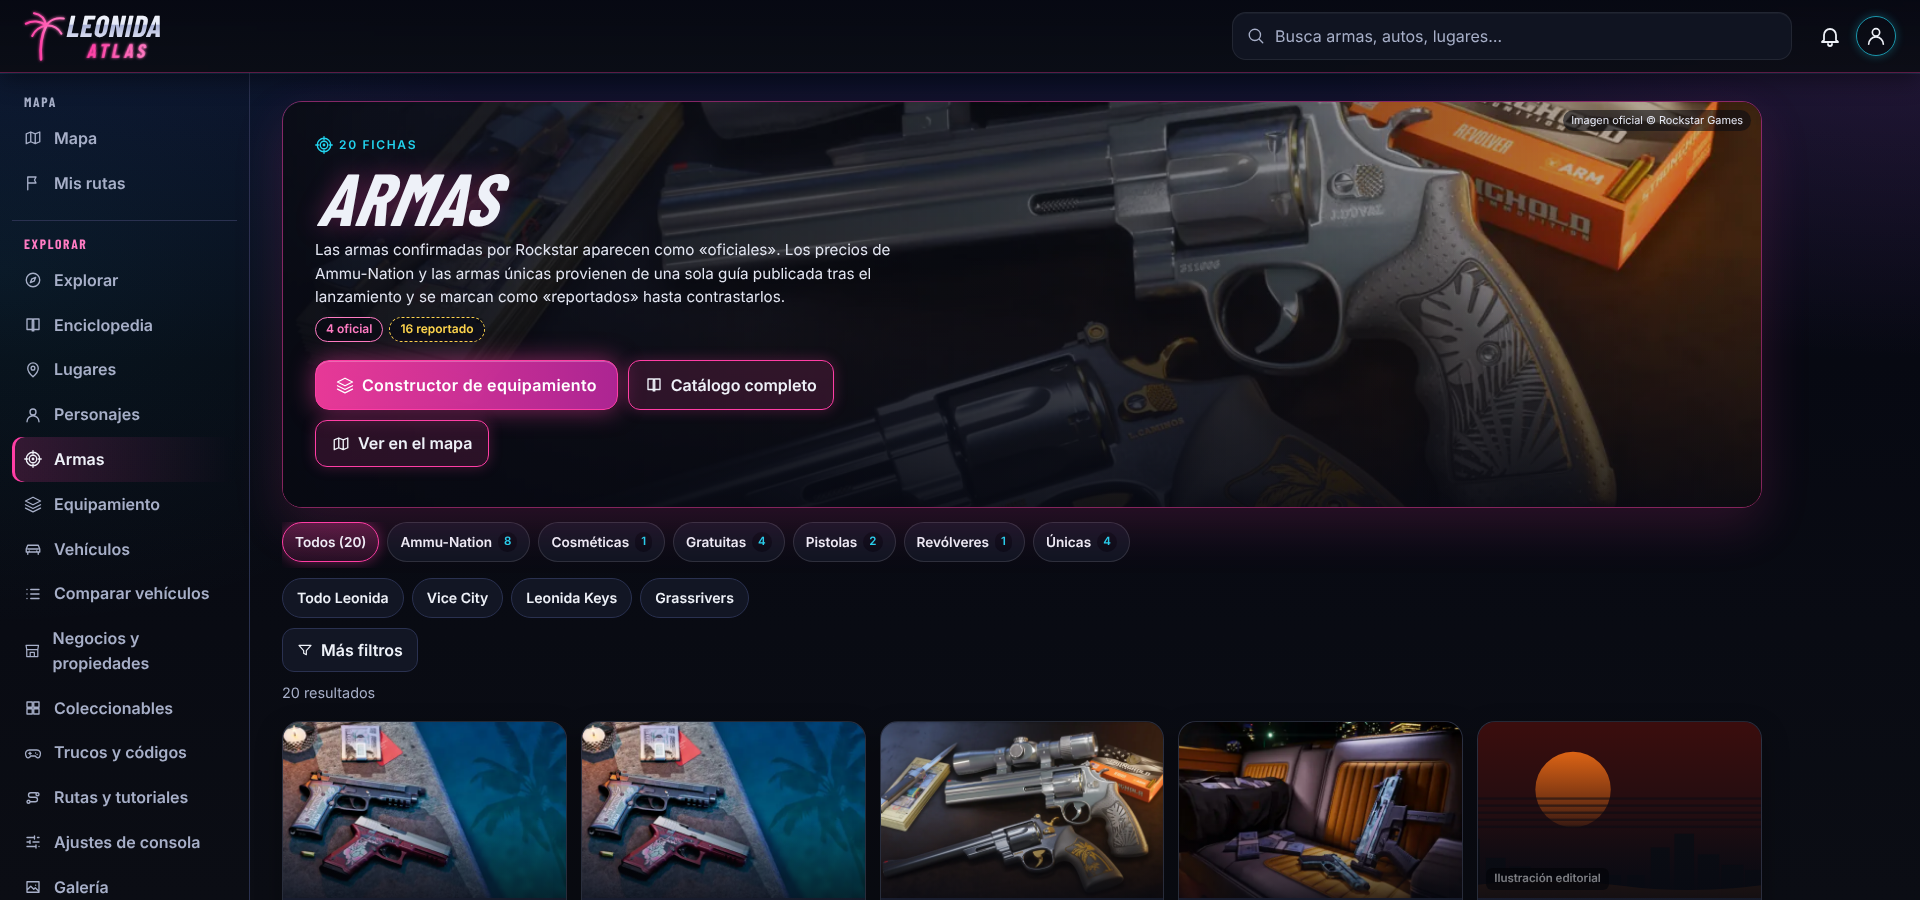 LEONIDA
ATLAS
Busca armas, autos, lugares...
MAPA
Mapa
Mis rutas
EXPLORAR
Explorar
Enciclopedia
Lugares
Personajes
Armas
Equipamiento
Vehículos
Comparar vehículos
Negocios y
propiedades
Coleccionables
Trucos y códigos
Rutas y tutoriales
Ajustes de consola
Galería
Imagen oficial © Rockstar Games
20 FICHAS
ARMAS
Las armas confirmadas por Rockstar aparecen como «oficiales». Los precios de
Ammu-Nation y las armas únicas provienen de una sola guía publicada tras el
lanzamiento y se marcan como «reportados» hasta contrastarlos.
4 oficial
16 reportado
Constructor de equipamiento
Catálogo completo
Ver en el mapa
REVOLVER
ARM
Todos (20)
Ammu-Nation 8
Cosméticas 1
Gratuitas 4
Pistolas 2
Revólveres 1
Únicas 4
Todo Leonida
Vice City
Leonida Keys
Grassrivers
Más filtros
20 resultados
Ilustración editorial